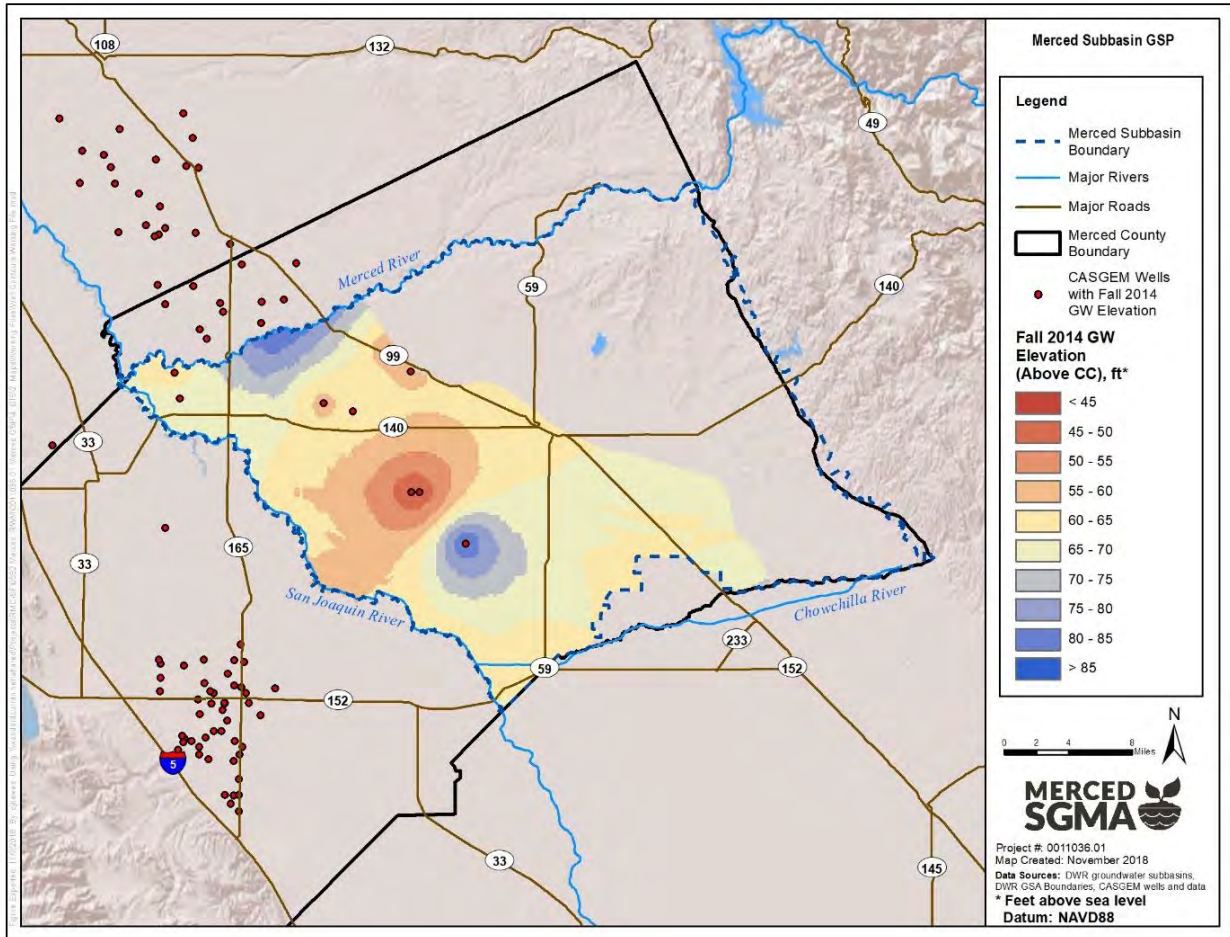 Merced Subbasin GSP
Legend
Merced Subbasin
Boundary
Major Rivers
Major Roads
Merced County
Boundary
CASGEM Wells
with Fall 2014
GW Elevation
Fall 2014 GW
Elevation
(Above CC), ft*
< 45
45 - 50
50 - 55
55 - 60
60 - 65
65 - 70
70 - 75
75 - 80
80 - 85
> 85
N
0 2 4 8
Miles
MERCED
SGMA
Project #: 0011036.01
Map Created: November 2018
Data Sources: DWR groundwater subbasins,
DWR GSA Boundaries, CASGEM wells and data
* Feet above sea level
Datum: NAVD88
108
132
49
Merced River
59
140
99
140
33
165
33
San Joaquin River
Chowchilla River
233
59
152
152
5
33
145